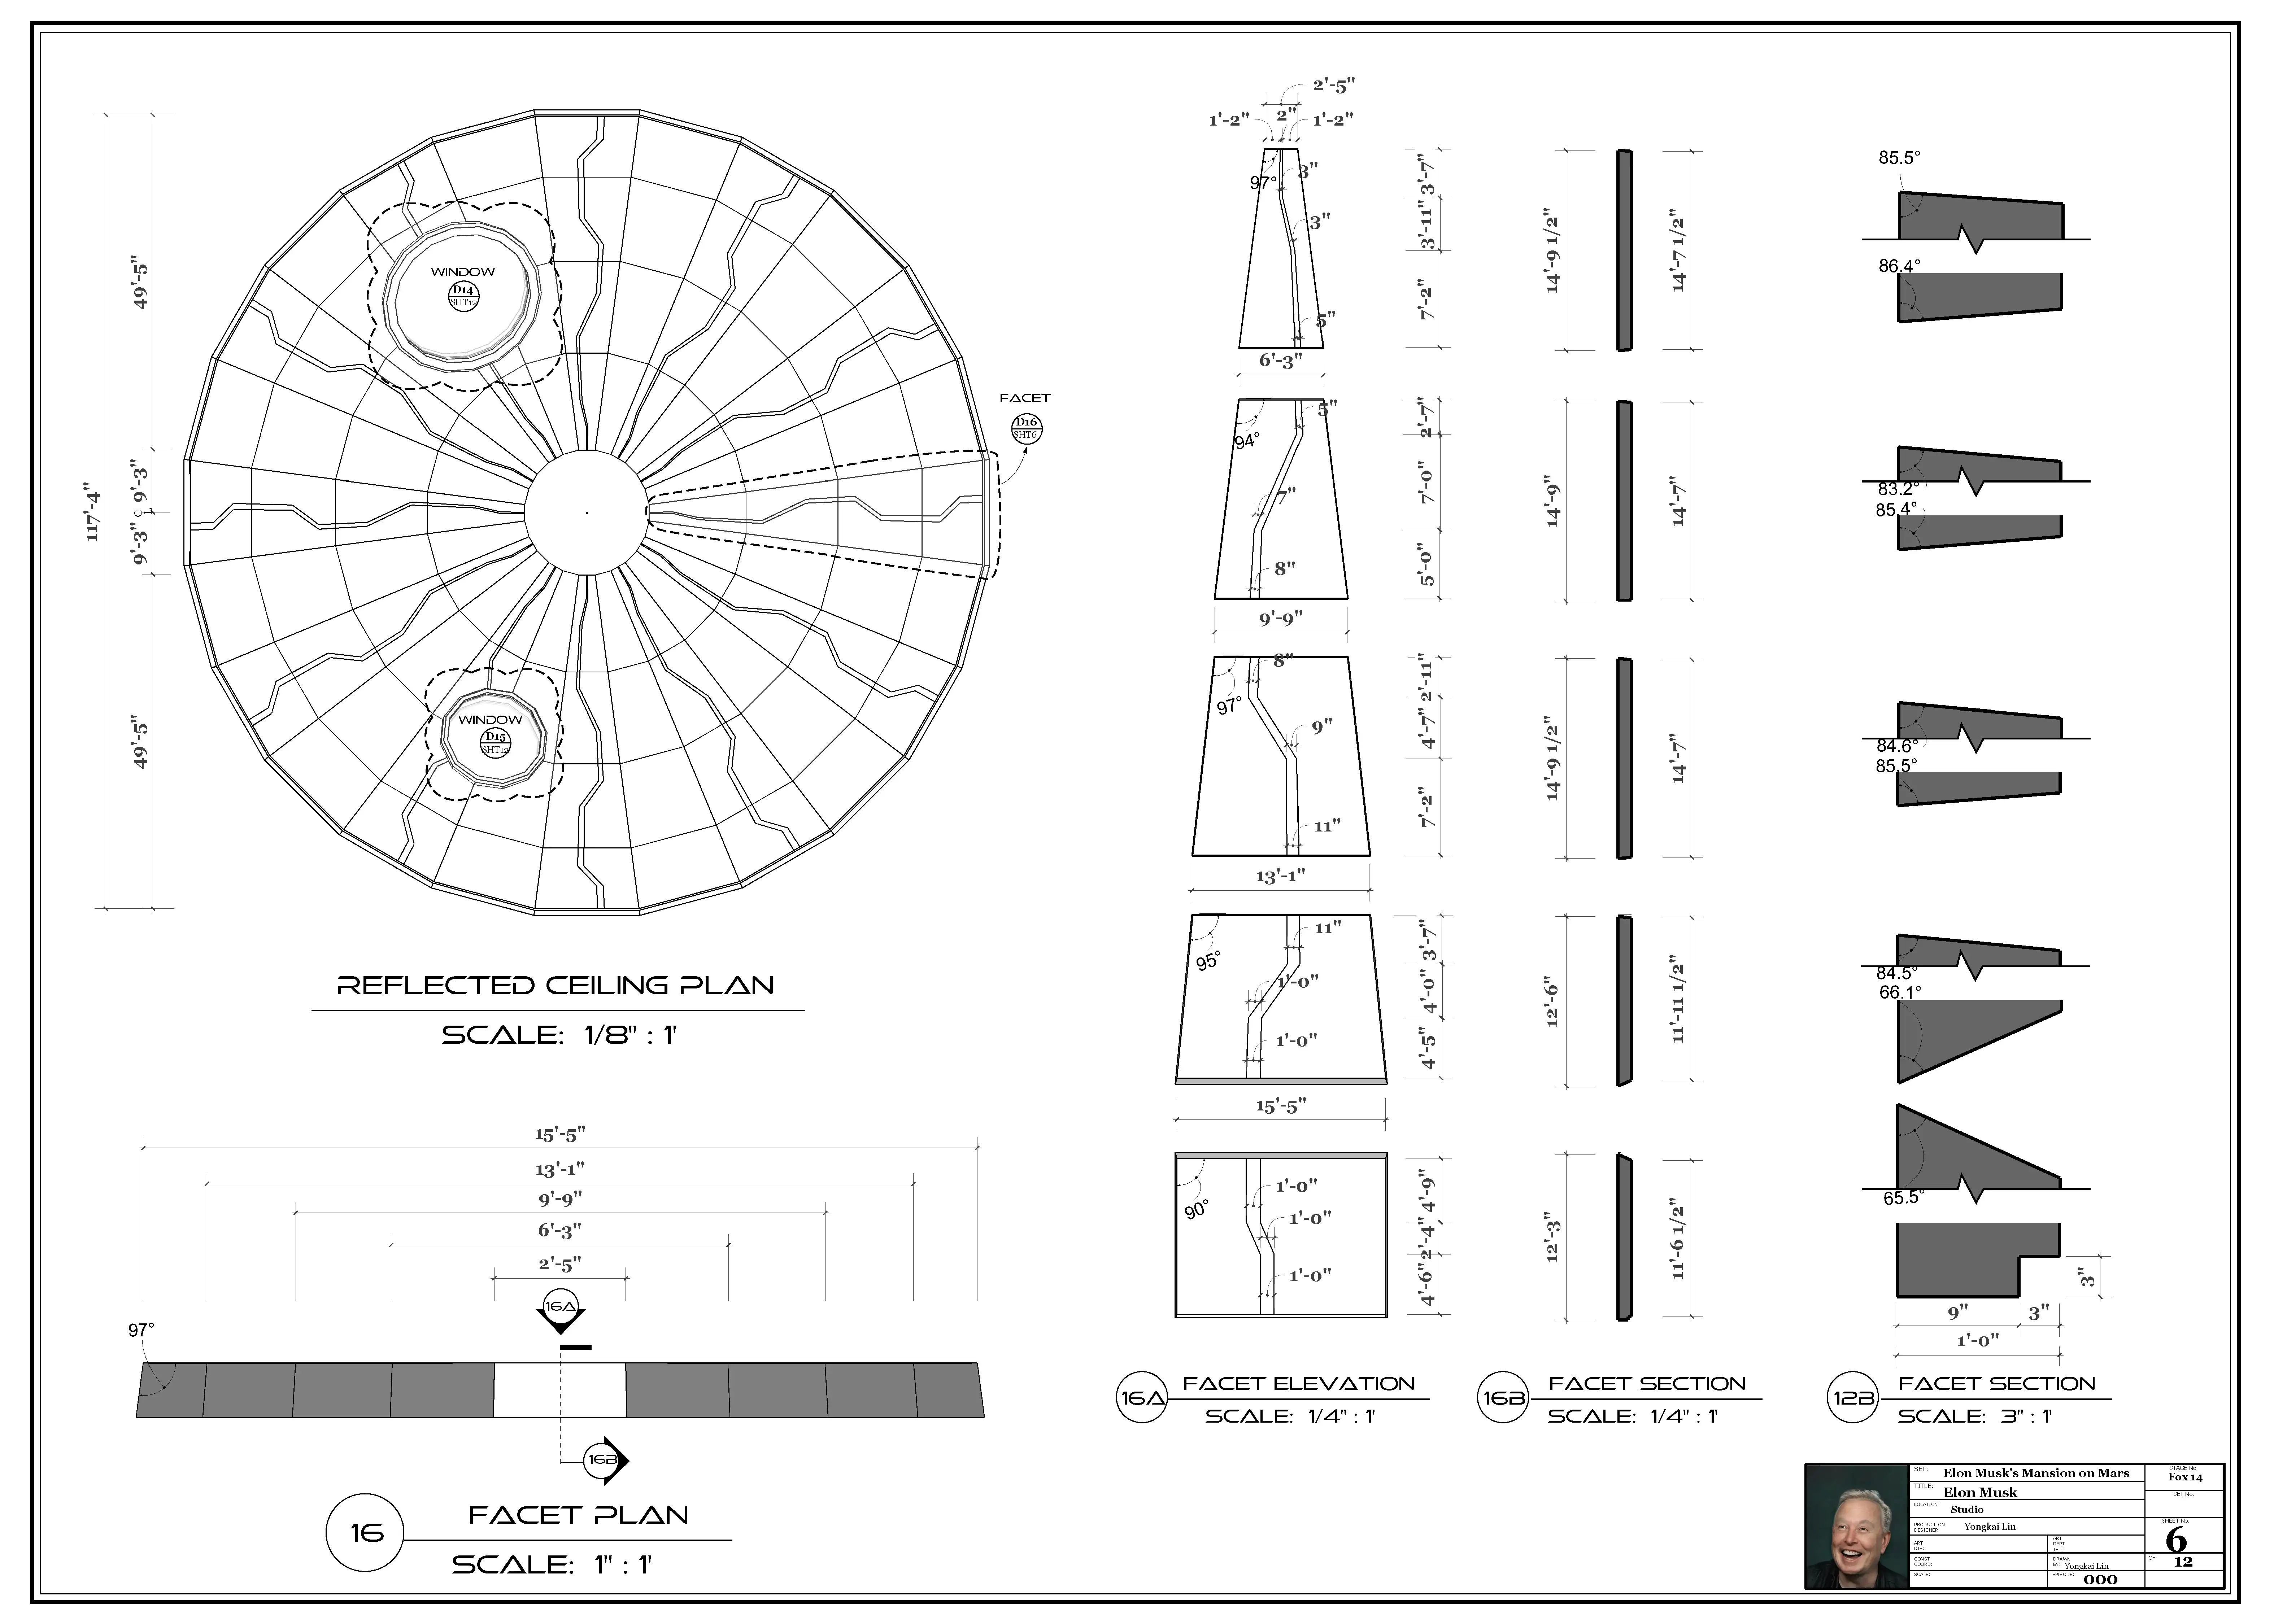 117'-4"
49'-5"
9'-3"
C
9'-3"
49'-5"
WINDOW
D14
SHT12
FACET
D16
SHT6
WINDOW
D15
SHT12
REFLECTED CEILING PLAN
SCALE: 1/8" : 1'
15'-5"
13'-1"
9'-9"
6'-3"
2'-5"
16A
97°
16B
16
FACET PLAN
SCALE: 1" : 1'
2'-5"
1'-2"
2"
1'-2"
97°
3"
3"
5"
3'-7"
3'-11"
7'-2"
6'-3"
94°
5"
7"
8"
2'-7"
7'-0"
5'-0"
9'-9"
97°
8"
9"
11"
2'-11"
4'-7"
7'-2"
13'-1"
95°
11"
1'-0"
1'-0"
3'-7"
4'-0"
4'-5"
15'-5"
90°
1'-0"
1'-0"
1'-0"
4'-9"
2'-4"
4'-6"
16A
FACET ELEVATION
SCALE: 1/4" : 1'
14'-9 1/2"
14'-7 1/2"
14'-9"
14'-7"
14'-9 1/2"
14'-7"
12'-6"
11'-11 1/2"
12'-3"
11'-6 1/2"
16B
FACET SECTION
SCALE: 1/4" : 1'
85.5°
86.4°
83.2°
85.4°
84.6°
85.5°
84.5°
66.1°
65.5°
3"
9"
3"
1'-0"
12B
FACET SECTION
SCALE: 3" : 1'
SET: Elon Musk's Mansion on Mars
TITLE: Elon Musk
LOCATION: Studio
PRODUCTION DESIGNER: Yongkai Lin
ART DIR:
ART DEPT TEL:
CONST COORD:
DRAWN BY: Yongkai Lin
SCALE:
EPISODE: 000
STAGE No.
Fox 14
SET No.
SHEET No.
6
OF 12